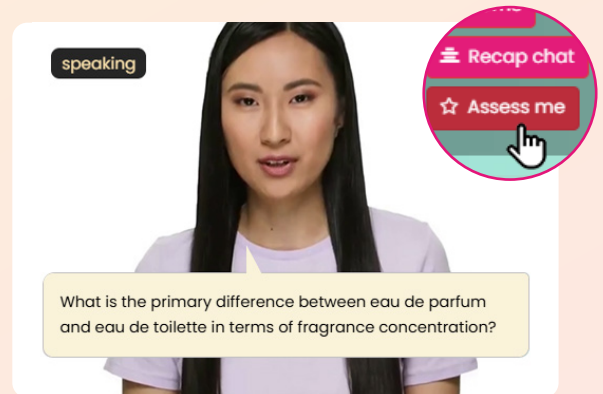 speaking
Recap chat
Assess me
What is the primary difference between eau de parfum
and eau de toilette in terms of fragrance concentration?